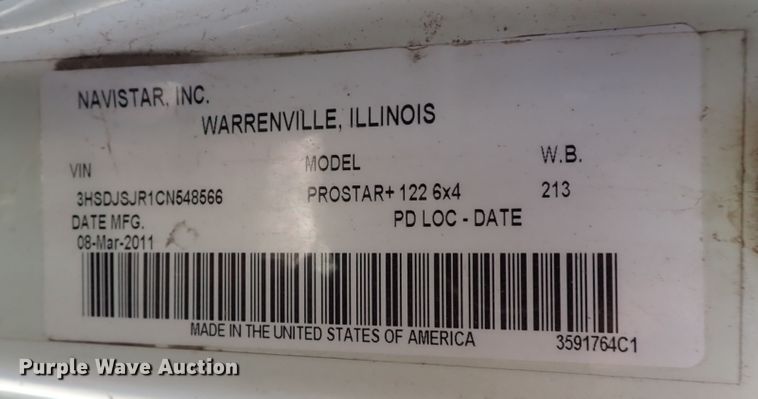 NAVISTAR, INC.
WARRENVILLE, ILLINOIS
VIN MODEL W.B.
3HSDJSJR1CN548566 PROSTAR+ 122 6x4 213
DATE MFG. PD LOC - DATE
08-Mar-2011
MADE IN THE UNITED STATES OF AMERICA 3591764C1
Purple Wave Auction